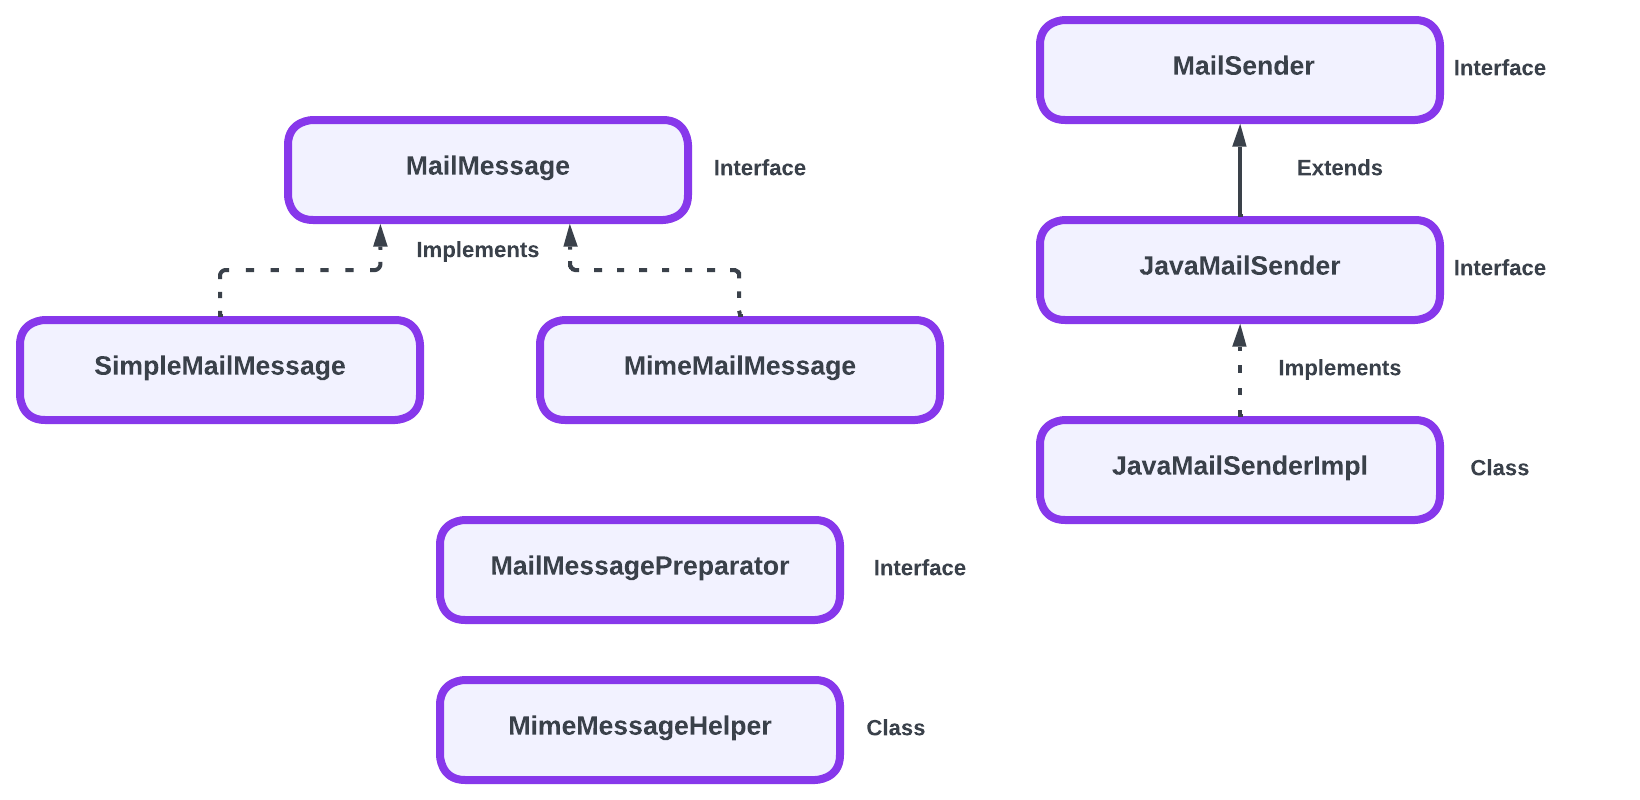 MailSender
Interface
MailMessage
Interface
Extends
Implements
JavaMailSender
Interface
SimpleMailMessage
MimeMailMessage
Implements
JavaMailSenderImpl
Class
MailMessagePreparator
Interface
MimeMessageHelper
Class